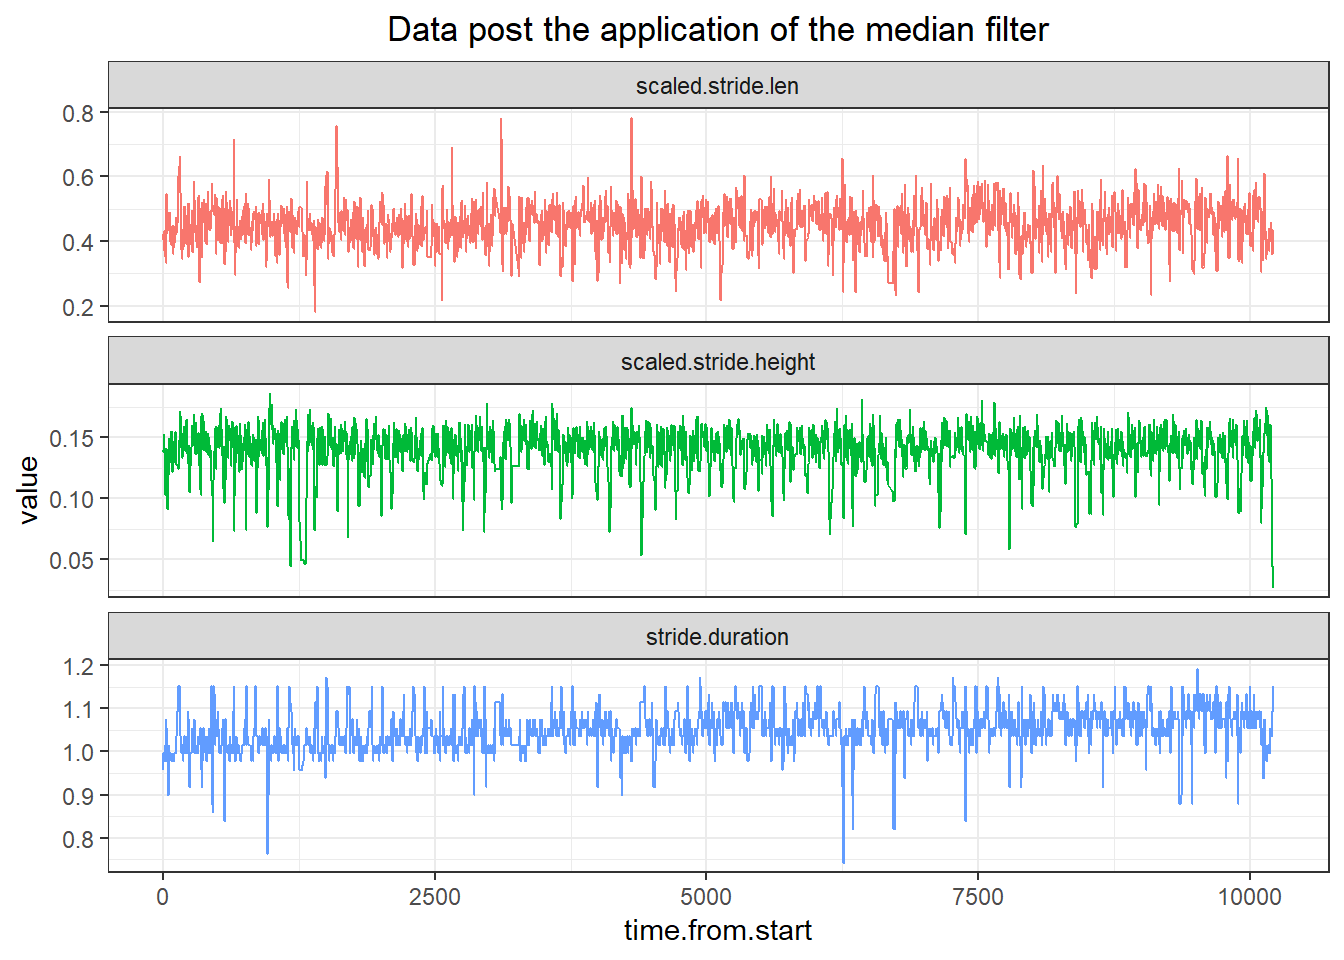 Data post the application of the median filter
scaled.stride.len
0.8
0.6
0.4
0.2
scaled.stride.height
0.15
0.10
0.05
value
stride.duration
1.2
1.1
1.0
0.9
0.8
0 2500 5000 7500 10000
time.from.start